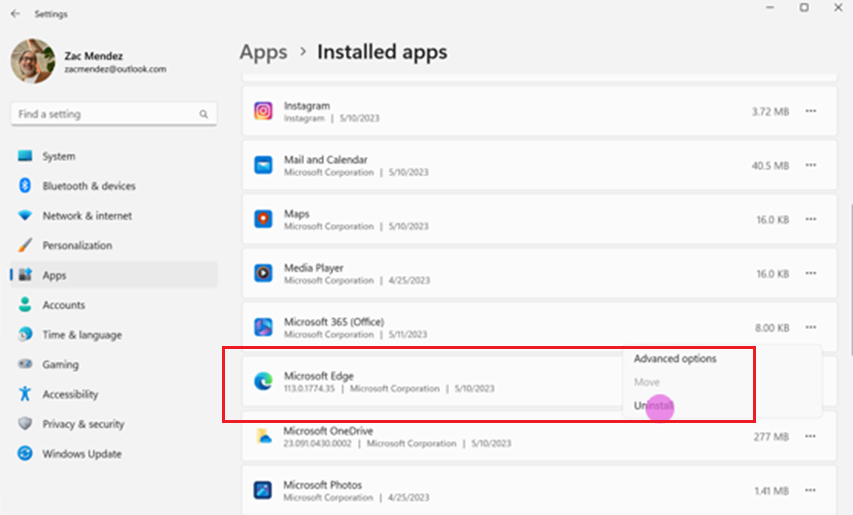 Settings
Zac Mendez
zacmendez@outlook.com
Find a setting
System
Bluetooth & devices
Network & internet
Personalization
Apps
Accounts
Time & language
Gaming
Accessibility
Privacy & security
Windows Update
Apps > Installed apps
Instagram
Instagram | 5/10/2023
3.72 MB
Mail and Calendar
Microsoft Corporation | 5/10/2023
40.5 MB
Maps
Microsoft Corporation | 5/10/2023
16.0 KB
Media Player
Microsoft Corporation | 4/25/2023
16.0 KB
Microsoft 365 (Office)
Microsoft Corporation | 5/11/2023
8.00 KB
Microsoft Edge
113.0.1774.35 | Microsoft Corporation | 5/10/2023
Advanced options
Move
Uninstall
Microsoft OneDrive
23.091.0430.0002 | Microsoft Corporation | 5/10/2023
277 MB
Microsoft Photos
Microsoft Corporation | 4/25/2023
1.41 MB